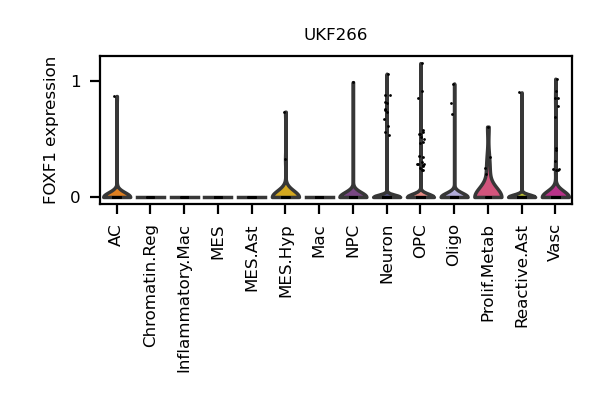 UKF266
FOXF1 expression
1
0
AC
Chromatin.Reg
Inflammatory.Mac
MES
MES.Ast
MES.Hyp
Mac
NPC
Neuron
OPC
Oligo
Prolif.Metab
Reactive.Ast
Vasc